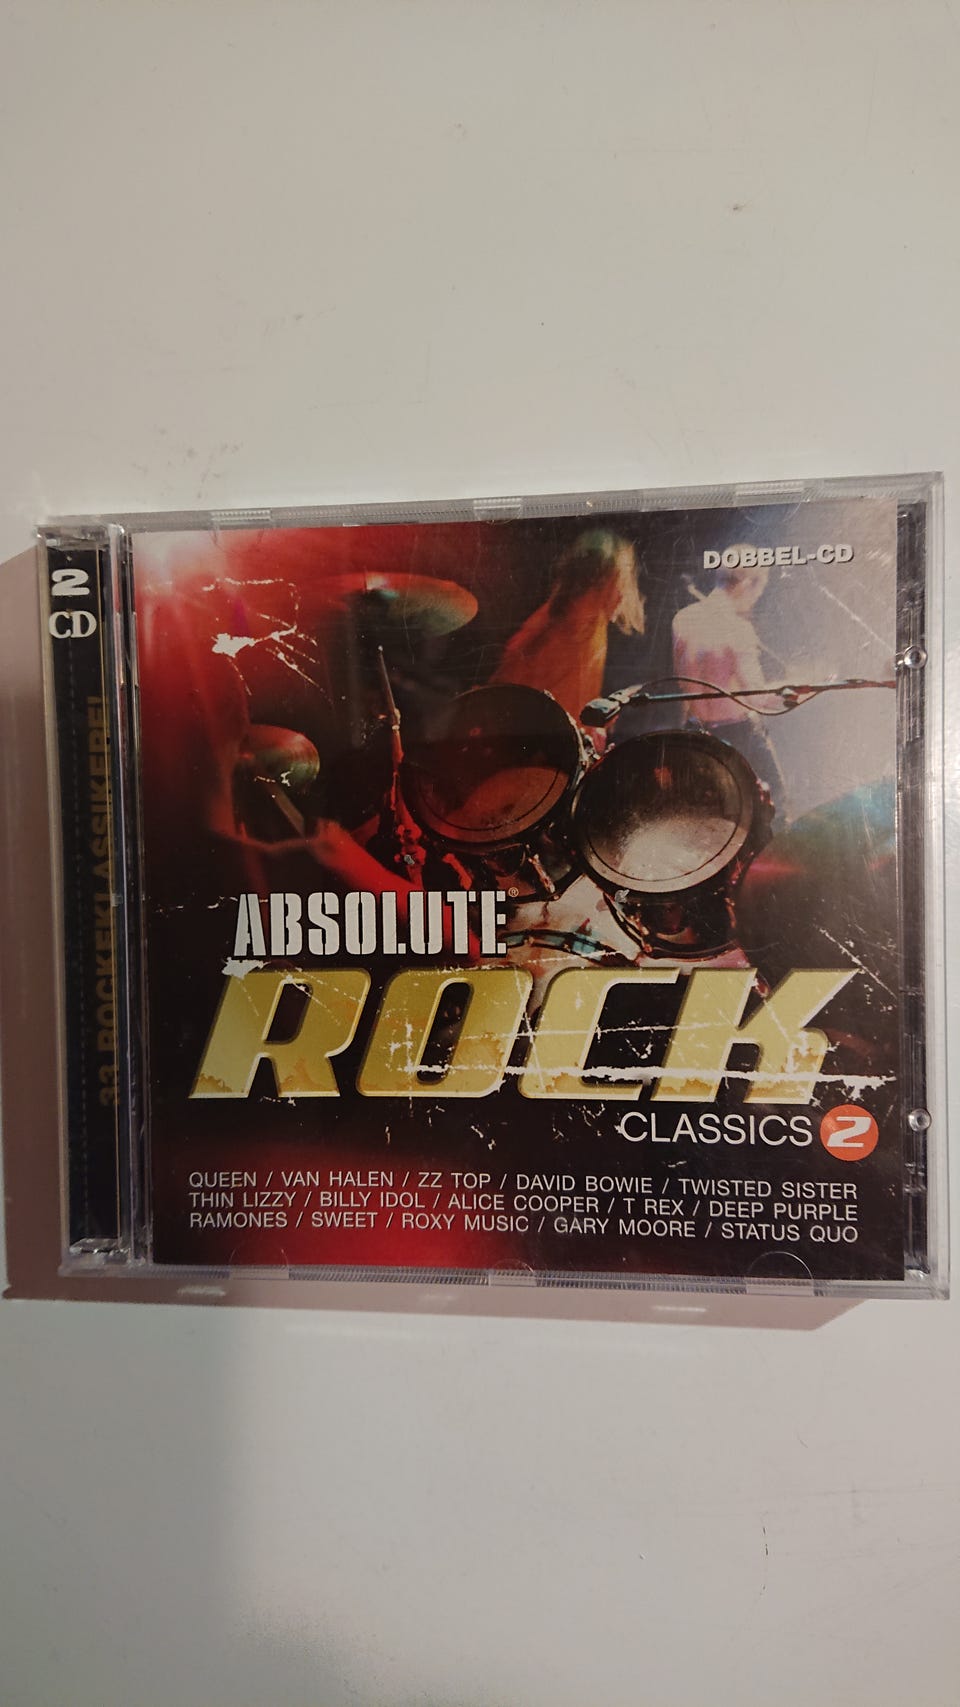 2
CD
33 ROCKEKLASSIKERE!
DOBBEL-CD
ABSOLUTE®
ROCK
CLASSICS 2
QUEEN / VAN HALEN / ZZ TOP / DAVID BOWIE / TWISTED SISTER
THIN LIZZY / BILLY IDOL / ALICE COOPER / T REX / DEEP PURPLE
RAMONES / SWEET / ROXY MUSIC / GARY MOORE / STATUS QUO